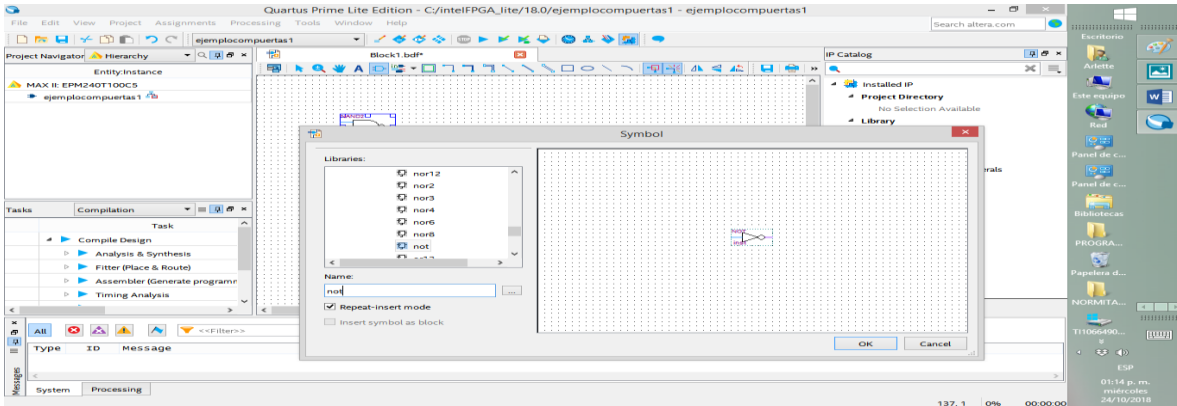 Quartus Prime Lite Edition - C:/intelFPGA_lite/18.0/ejemplocompuertas1 - ejemplocompuertas1
File Edit View Project Assignments Processing Tools Window Help
Search altera.com
ejemplocompuertas1
Project Navigator Hierarchy
Entity:Instance
MAX II: EPM240T100C5
ejemplocompuertas1
Block1.bdf*
IP Catalog
Installed IP
Project Directory
No Selection Available
Library
Symbol
Libraries:
nor12
nor2
nor3
nor4
nor6
nor8
not
Name:
not
...
Repeat-insert mode
Insert symbol as block
NOT
inst
OK Cancel
Tasks Compilation
Task
Compile Design
Analysis & Synthesis
Fitter (Place & Route)
Assembler (Generate programm
Timing Analysis
All
<<Filter>>
Type ID Message
Messages
System Processing
137, 1 0% 00:00:00
Escritorio
Arlette
Este equipo
Red
Panel de c...
Panel de c...
Bibliotecas
PROGRA...
Papelera d...
NORMITA...
TI1066490...
ESP
01:14 p. m.
miércoles
24/10/2018